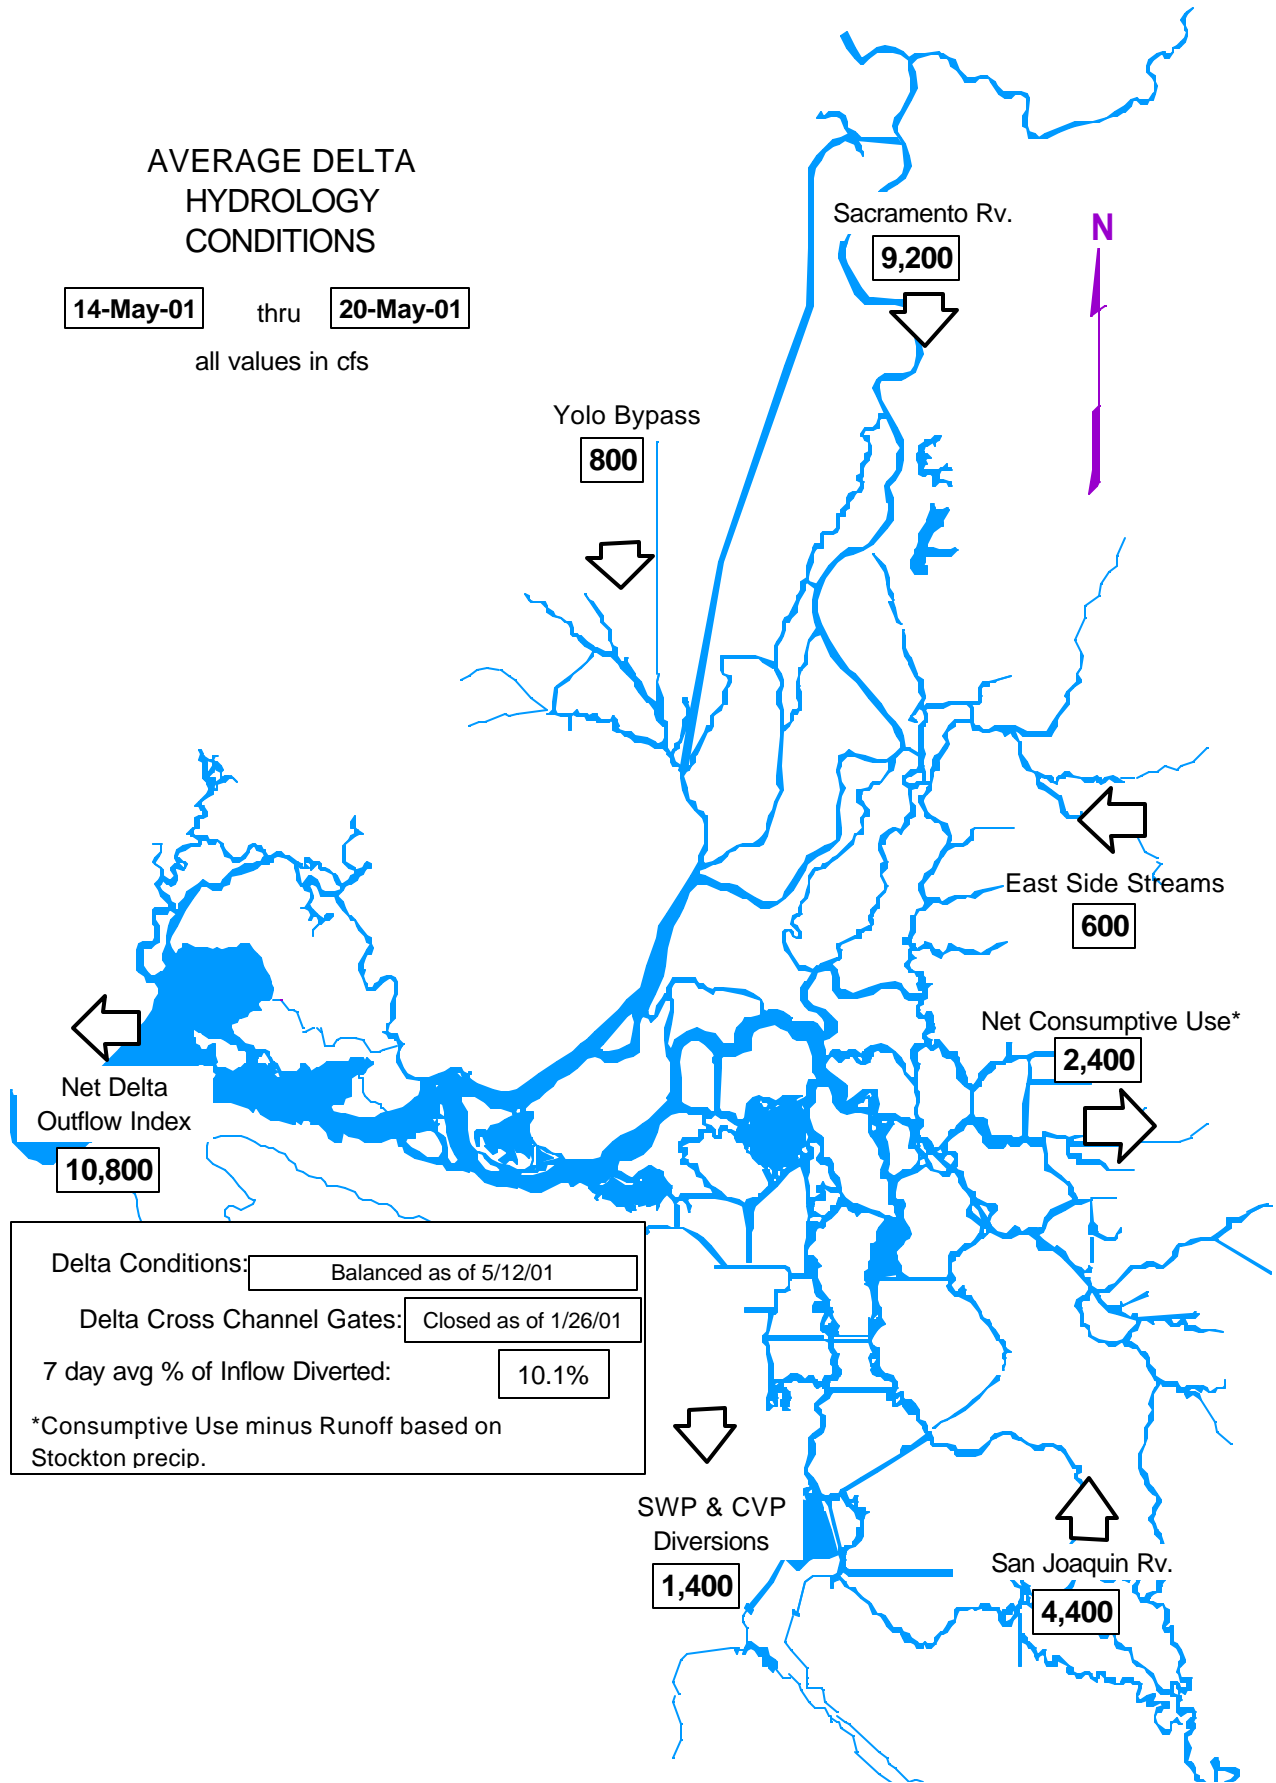 AVERAGE DELTA
HYDROLOGY
CONDITIONS
14-May-01 thru 20-May-01
all values in cfs
Sacramento Rv.
9,200
N
Yolo Bypass
800
East Side Streams
600
Net Consumptive Use*
2,400
Net Delta
Outflow Index
10,800
Delta Conditions: Balanced as of 5/12/01
Delta Cross Channel Gates: Closed as of 1/26/01
7 day avg % of Inflow Diverted: 10.1%
*Consumptive Use minus Runoff based on
Stockton precip.
SWP & CVP
Diversions
1,400
San Joaquin Rv.
4,400